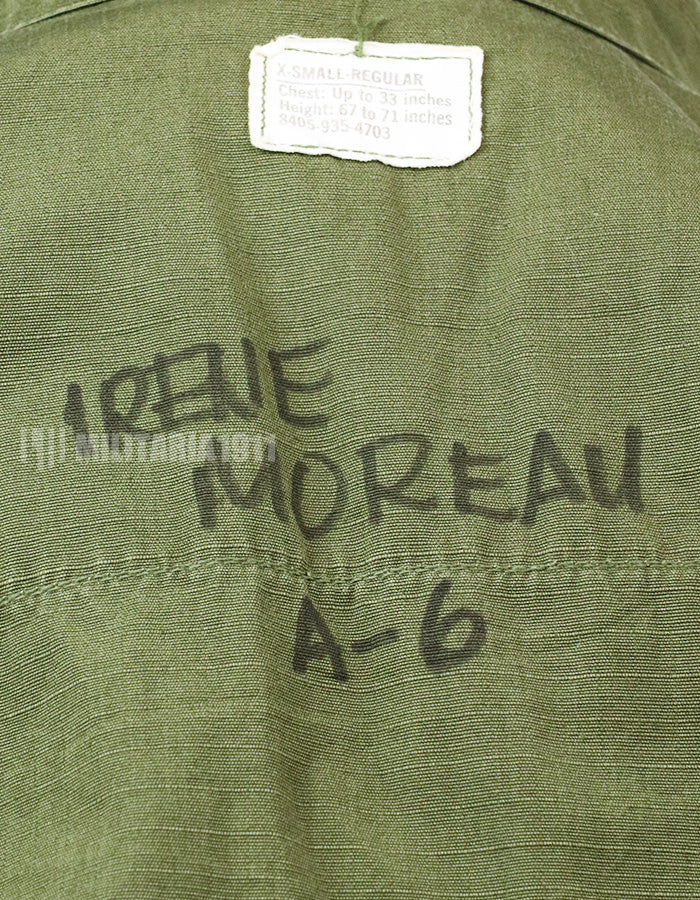 X-SMALL-REGULAR
Chest: Up to 33 inches
Height: 67 to 71 inches
8405-935-4703
IRENE
MOREAU
A-6